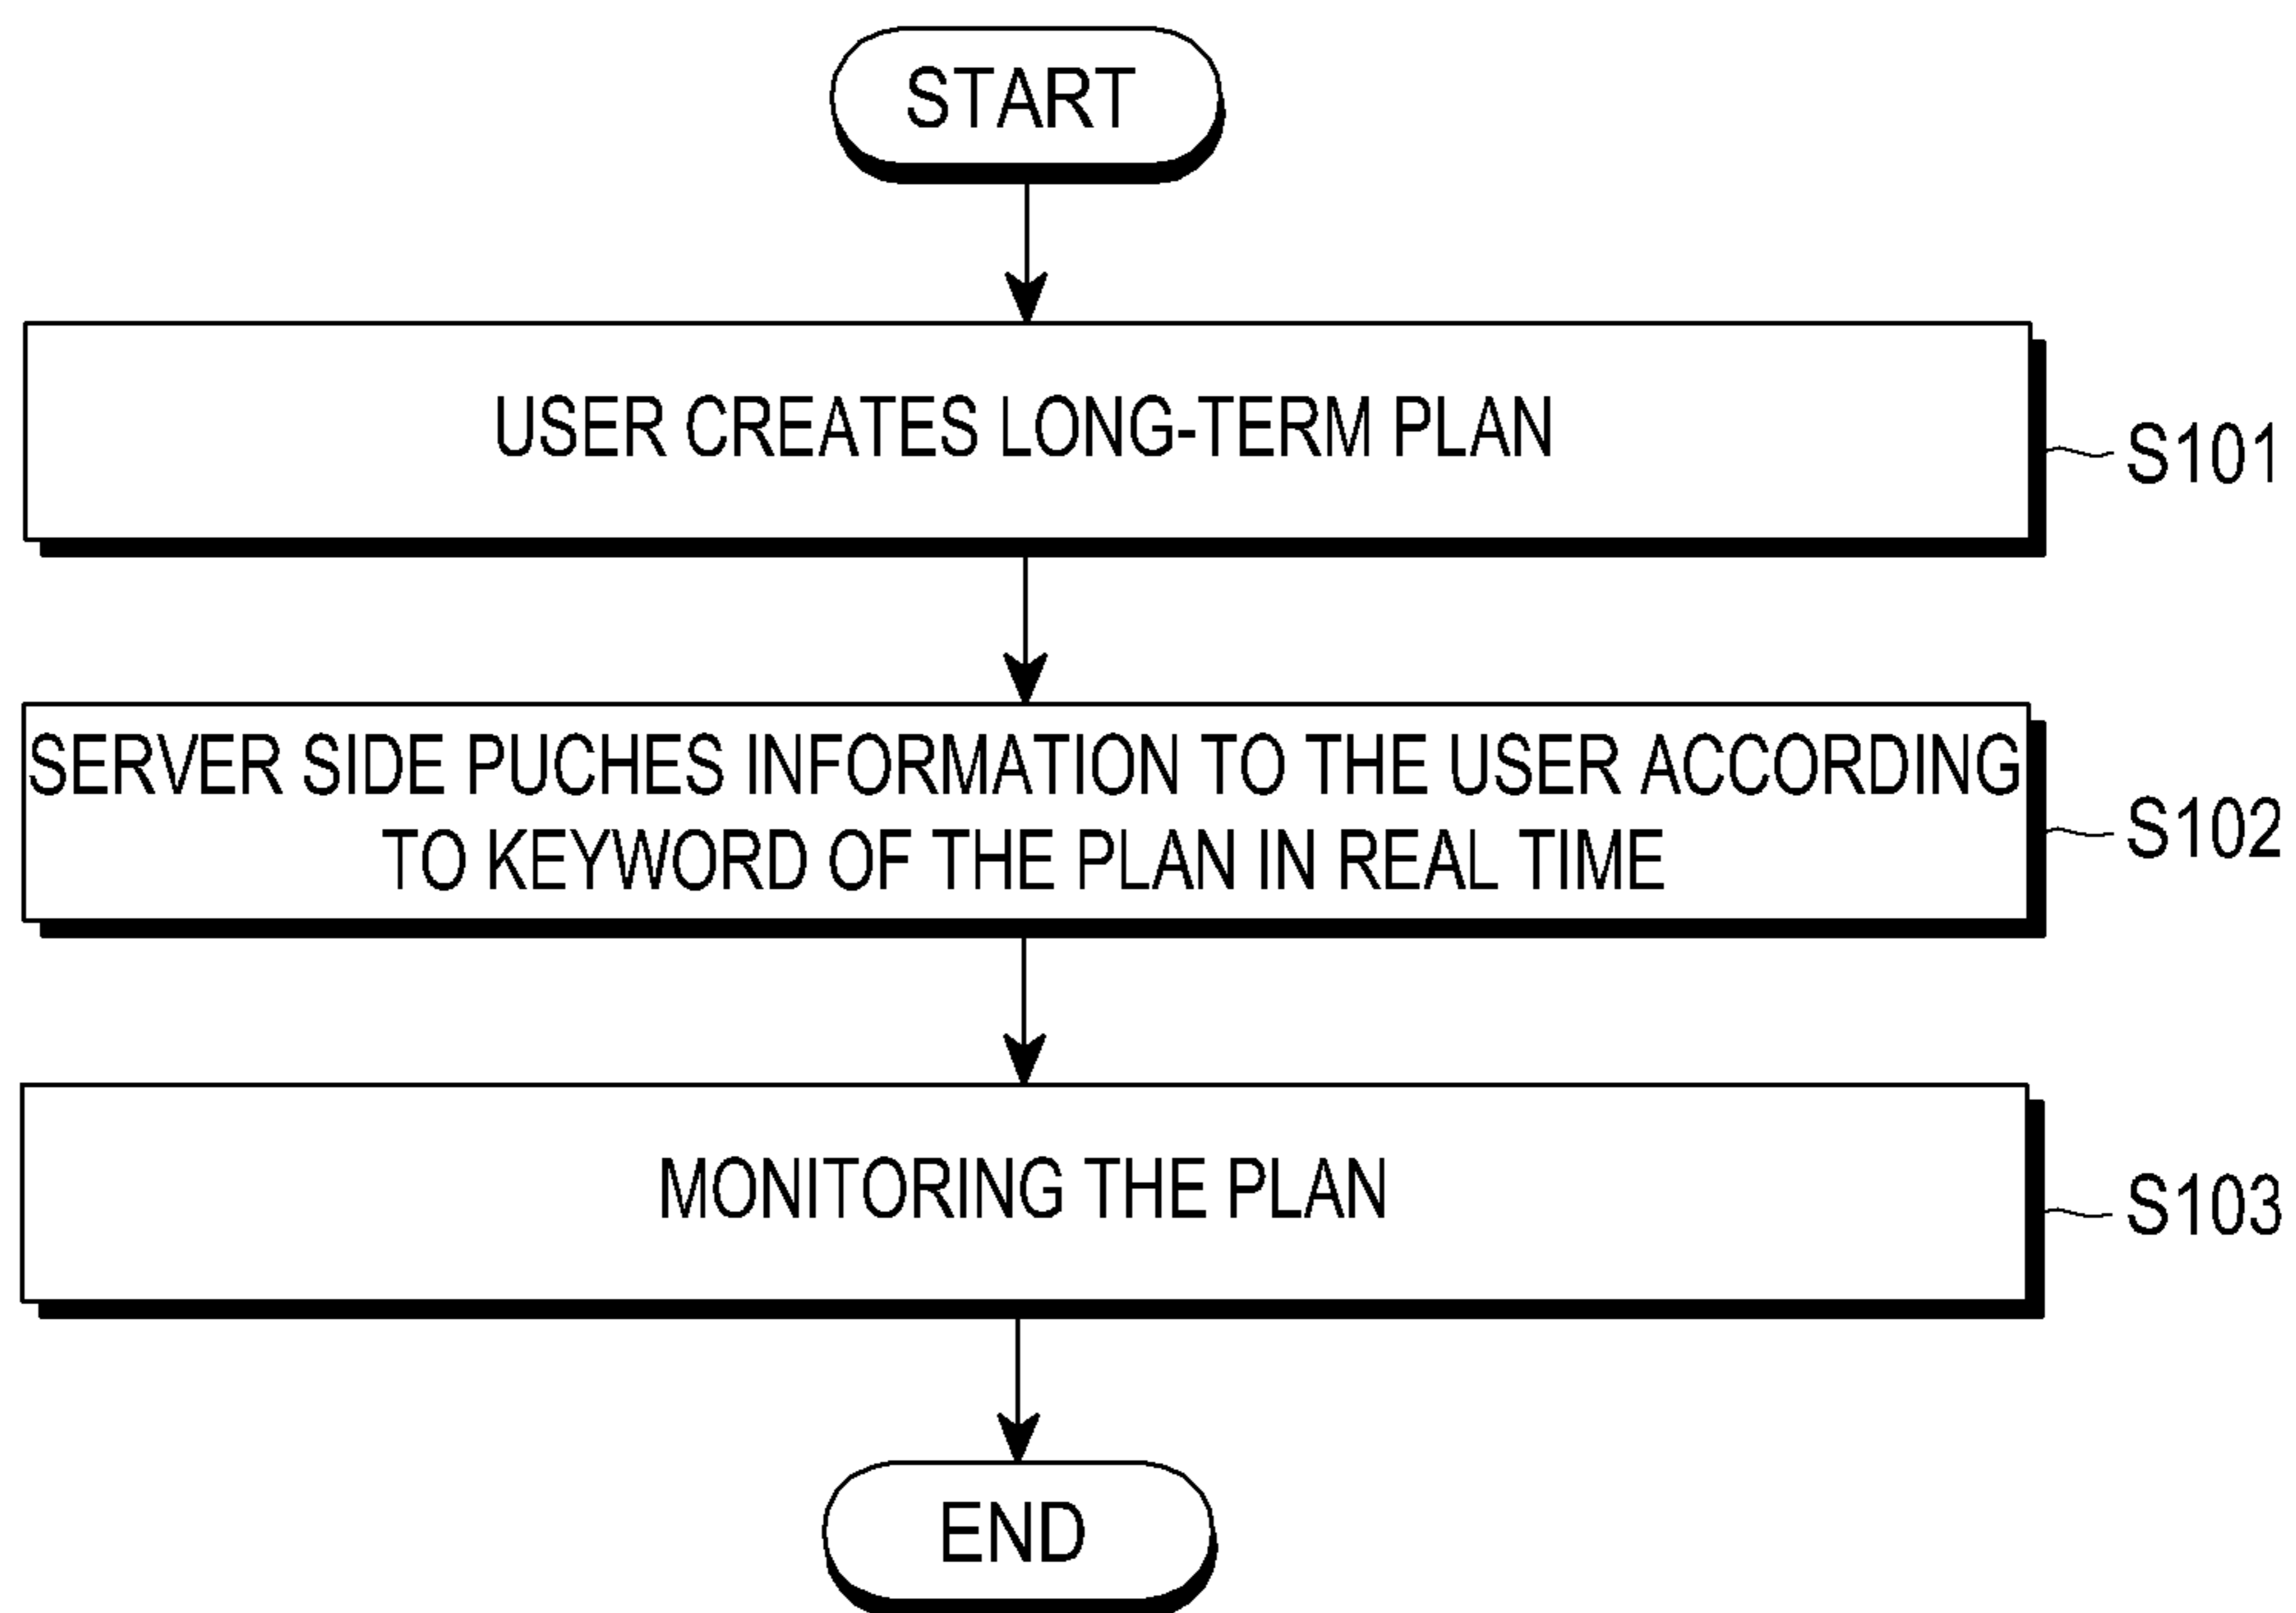 START
USER CREATES LONG-TERM PLAN
S101
SERVER SIDE PUCHES INFORMATION TO THE USER ACCORDING
TO KEYWORD OF THE PLAN IN REAL TIME
S102
MONITORING THE PLAN
S103
END